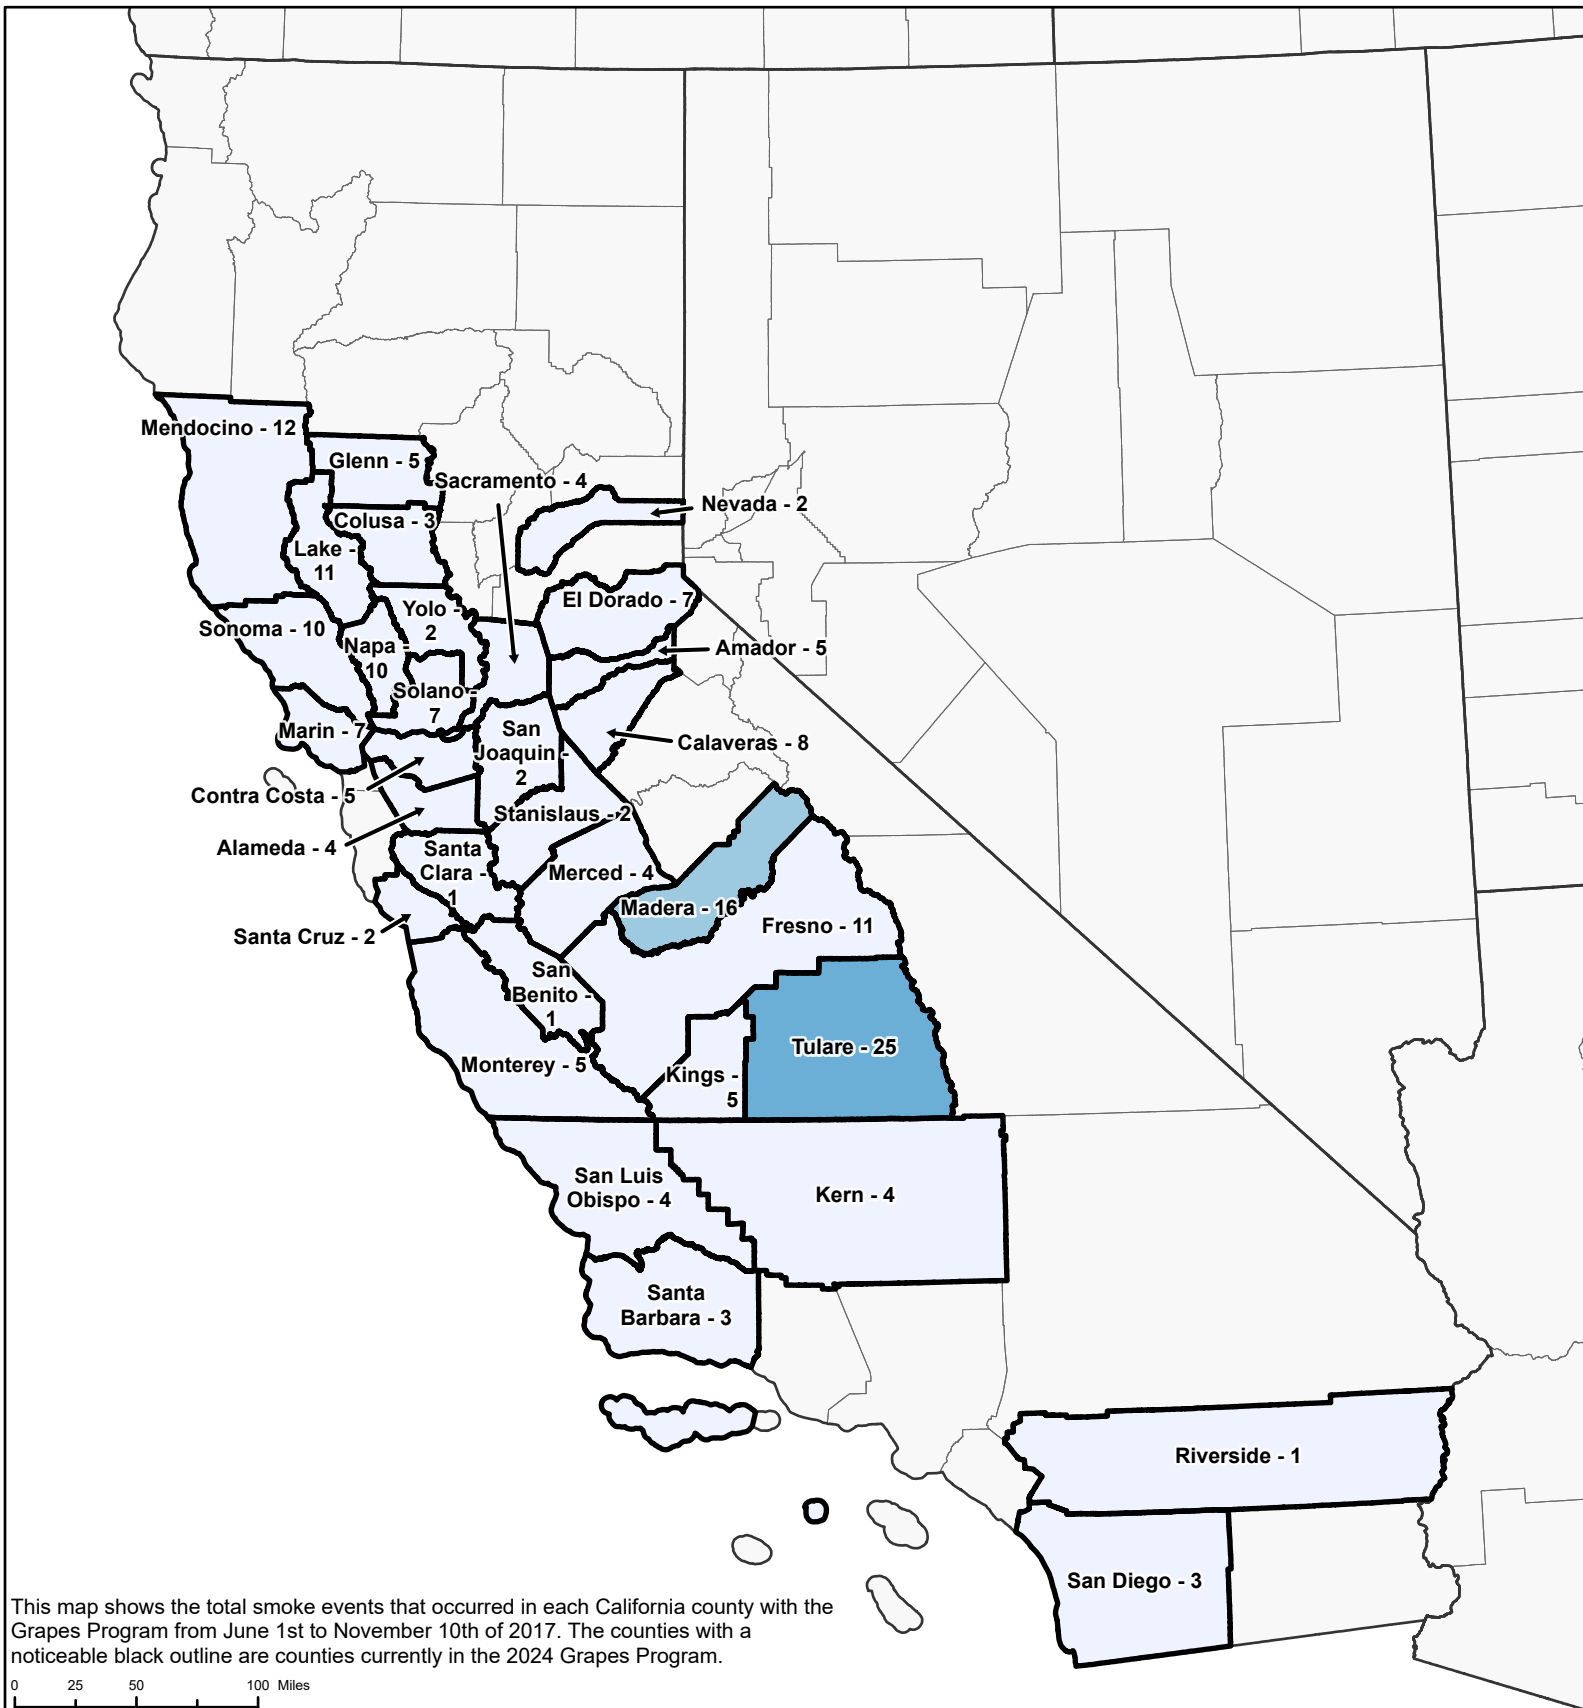 Mendocino - 12
Glenn - 5
Sacramento - 4
Nevada - 2
Colusa - 3
Lake -
11
El Dorado - 7
Yolo -
2
Sonoma - 10
Napa -
10
Amador - 5
Solano -
7
Marin - 7
San
Joaquin -
2
Calaveras - 8
Contra Costa - 5
Stanislaus - 2
Alameda - 4
Santa
Clara -
1
Merced - 4
Madera - 16
Fresno - 11
Santa Cruz - 2
San
Benito -
1
Tulare - 25
Monterey - 5
Kings -
5
San Luis
Obispo - 4
Kern - 4
Santa
Barbara - 3
Riverside - 1
San Diego - 3
This map shows the total smoke events that occurred in each California county with the
Grapes Program from June 1st to November 10th of 2017. The counties with a
noticeable black outline are counties currently in the 2024 Grapes Program.
0 25 50 100 Miles